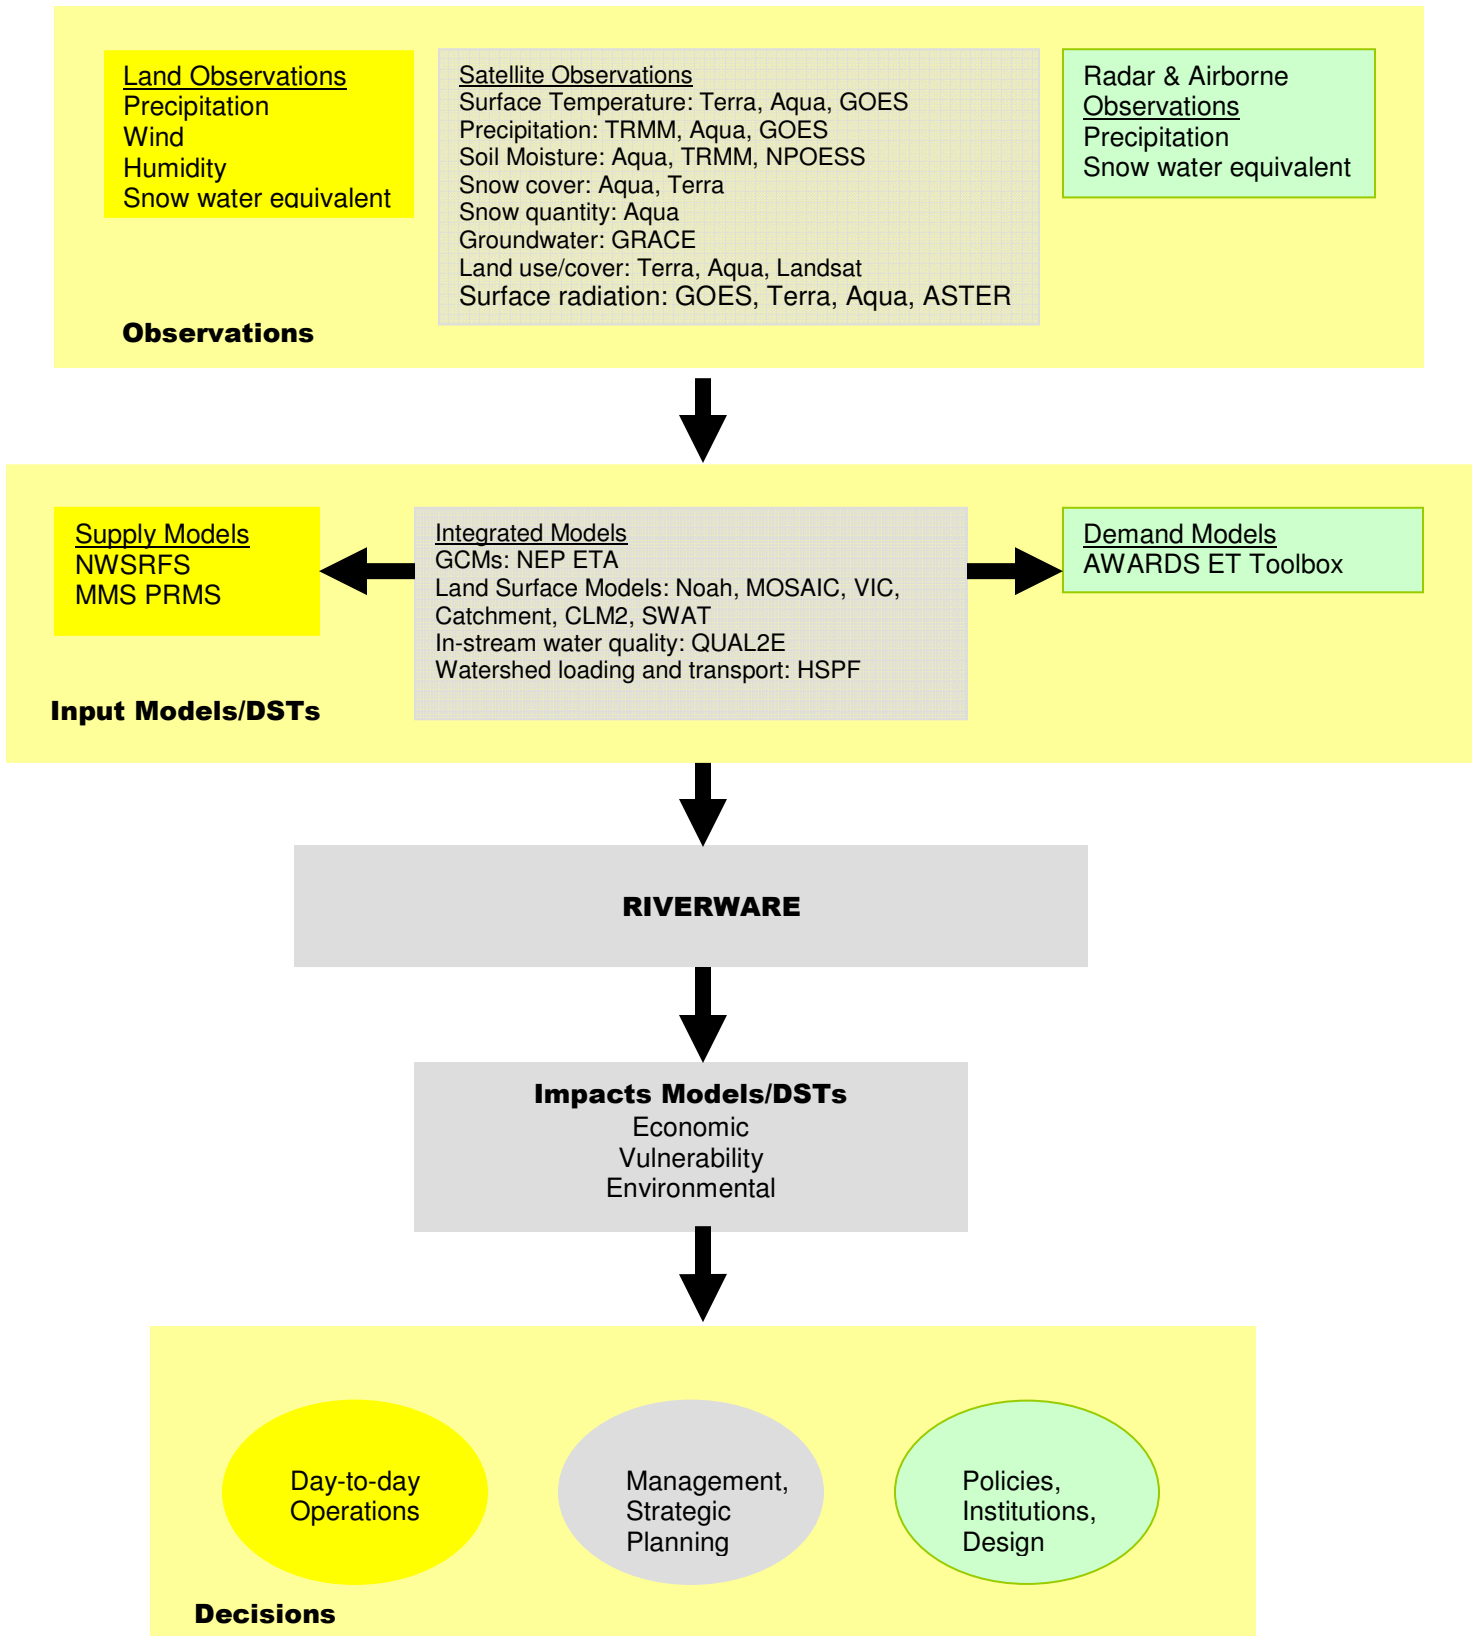 Land Observations
Precipitation
Wind
Humidity
Snow water equivalent
Satellite Observations
Surface Temperature: Terra, Aqua, GOES
Precipitation: TRMM, Aqua, GOES
Soil Moisture: Aqua, TRMM, NPOESS
Snow cover: Aqua, Terra
Snow quantity: Aqua
Groundwater: GRACE
Land use/cover: Terra, Aqua, Landsat
Surface radiation: GOES, Terra, Aqua, ASTER
Radar & Airborne
Observations
Precipitation
Snow water equivalent
Observations
Supply Models
NWSRFS
MMS PRMS
Integrated Models
GCMs: NEP ETA
Land Surface Models: Noah, MOSAIC, VIC,
Catchment, CLM2, SWAT
In-stream water quality: QUAL2E
Watershed loading and transport: HSPF
Demand Models
AWARDS ET Toolbox
Input Models/DSTs
RIVERWARE
Impacts Models/DSTs
Economic
Vulnerability
Environmental
Day-to-day
Operations
Management,
Strategic
Planning
Policies,
Institutions,
Design
Decisions